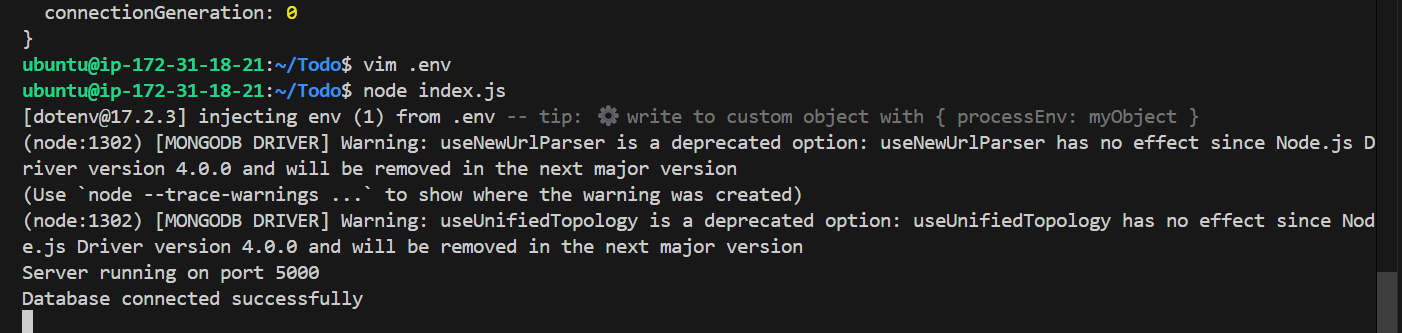 connectionGeneration: 0
}
ubuntu@ip-172-31-18-21:~/Todo$ vim .env
ubuntu@ip-172-31-18-21:~/Todo$ node index.js
[dotenv@17.2.3] injecting env (1) from .env -- tip: ⚙️ write to custom object with { processEnv: myObject }
(node:1302) [MONGODB DRIVER] Warning: useNewUrlParser is a deprecated option: useNewUrlParser has no effect since Node.js D
river version 4.0.0 and will be removed in the next major version
(Use `node --trace-warnings ...` to show where the warning was created)
(node:1302) [MONGODB DRIVER] Warning: useUnifiedTopology is a deprecated option: useUnifiedTopology has no effect since Nod
e.js Driver version 4.0.0 and will be removed in the next major version
Server running on port 5000
Database connected successfully